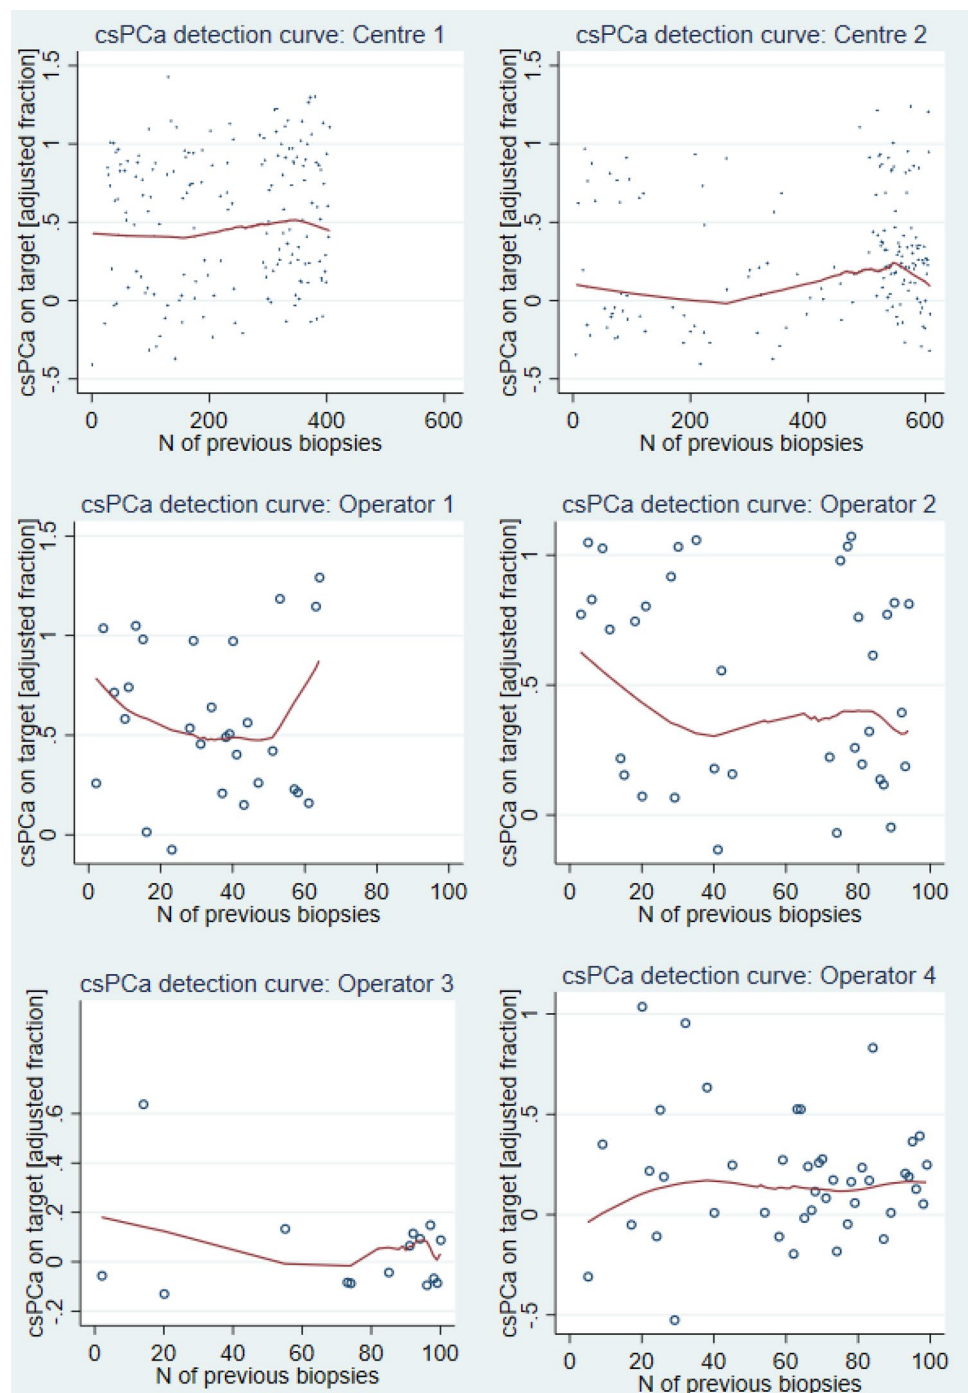 csPCa detection curve: Centre 1
csPCa on target [adjusted fraction]
1.5
1
.5
0
-.5
0 200 400 600
N of previous biopsies
csPCa detection curve: Centre 2
csPCa on target [adjusted fraction]
1.5
1
.5
0
-.5
0 200 400 600
N of previous biopsies
csPCa detection curve: Operator 1
csPCa on target [adjusted fraction]
1.5
1
.5
0
0 20 40 60 80 100
N of previous biopsies
csPCa detection curve: Operator 2
csPCa on target [adjusted fraction]
1
.5
0
0 20 40 60 80 100
N of previous biopsies
csPCa detection curve: Operator 3
csPCa on target [adjusted fraction]
.6
.4
.2
0
-.2
0 20 40 60 80 100
N of previous biopsies
csPCa detection curve: Operator 4
csPCa on target [adjusted fraction]
1
.5
0
-.5
0 20 40 60 80 100
N of previous biopsies